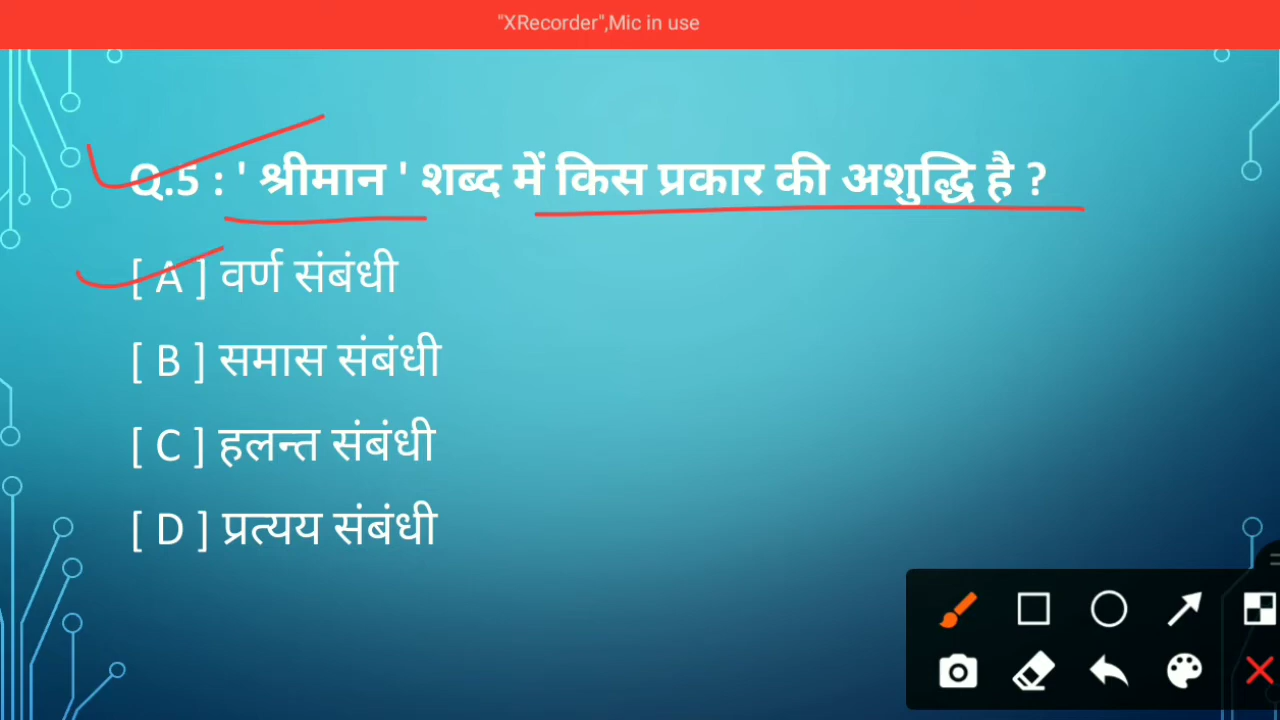 "XRecorder",Mic in use
Q.5 : ' श्रीमान ' शब्द में किस प्रकार की अशुद्धि है ?
[ A ] वर्ण संबंधी
[ B ] समास संबंधी
[ C ] हलन्त संबंधी
[ D ] प्रत्यय संबंधी